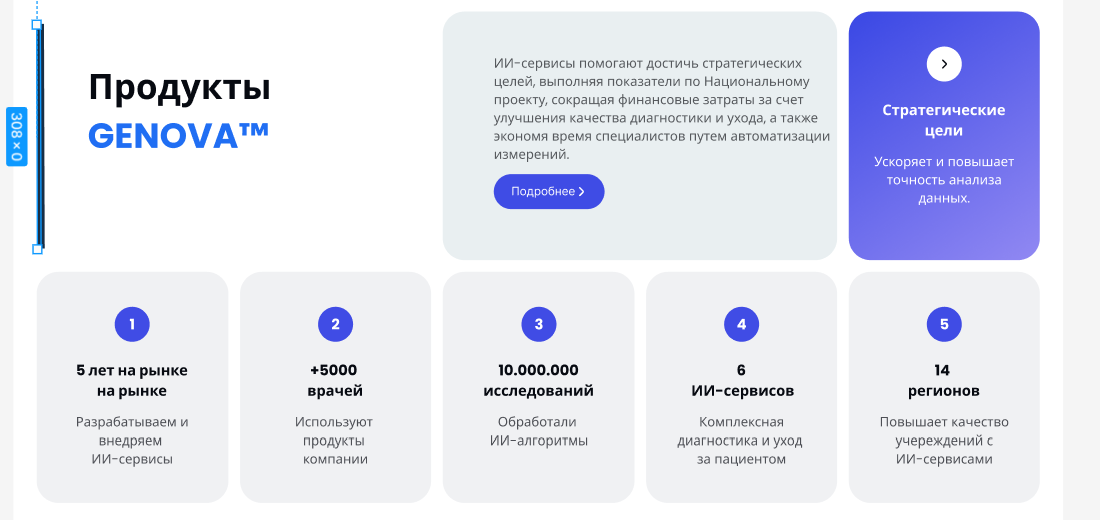 308 × 0
Продукты
GENOVA™
ИИ-сервисы помогают достичь стратегических
целей, выполняя показатели по Национальному
проекту, сокращая финансовые затраты за счет
улучшения качества диагностики и ухода, а также
экономя время специалистов путем автоматизации
измерений.
Подробнее
Стратегические
цели
Ускоряет и повышает
точность анализа
данных.
1
5 лет на рынке
на рынке
Разрабатываем и
внедряем
ИИ-сервисы
2
+5000
врачей
Используют
продукты
компании
3
10.000.000
исследований
Обработали
ИИ-алгоритмы
4
6
ИИ-сервисов
Комплексная
диагностика и уход
за пациентом
5
14
регионов
Повышает качество
учереждений с
ИИ-сервисами